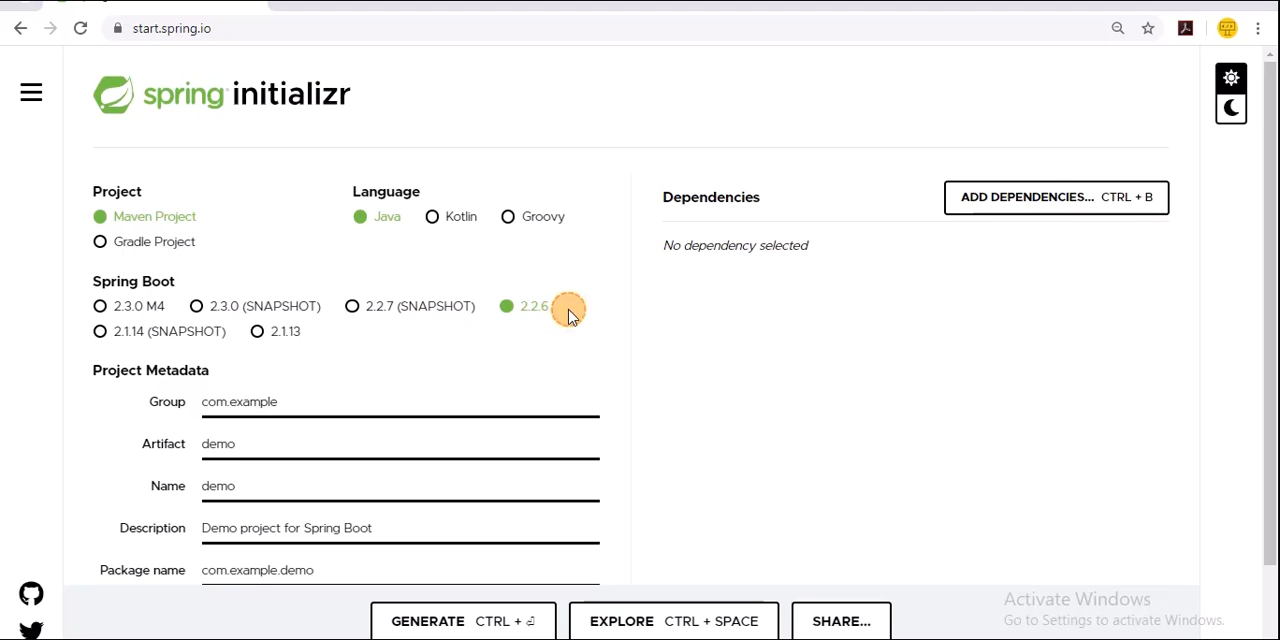 start.spring.io
spring initializr
Project
Maven Project
Gradle Project
Language
Java
Kotlin
Groovy
Spring Boot
2.3.0 M4
2.3.0 (SNAPSHOT)
2.2.7 (SNAPSHOT)
2.2.6
2.1.14 (SNAPSHOT)
2.1.13
Project Metadata
Group com.example
Artifact demo
Name demo
Description Demo project for Spring Boot
Package name com.example.demo
Dependencies
ADD DEPENDENCIES... CTRL + B
No dependency selected
GENERATE CTRL + ⏎
EXPLORE CTRL + SPACE
SHARE...
Activate Windows
Go to Settings to activate Windows.